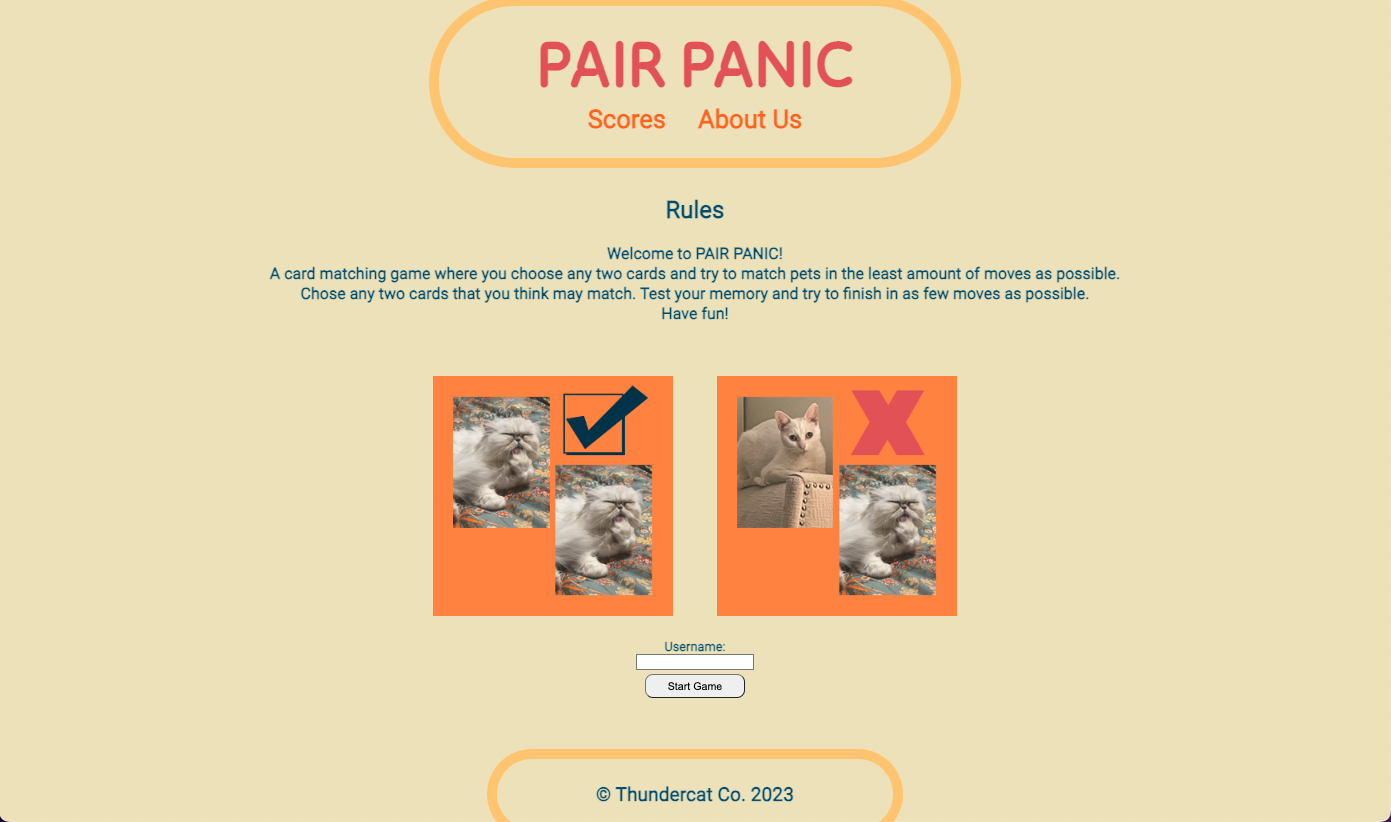 PAIR PANIC
Scores About Us
Rules
Welcome to PAIR PANIC!
A card matching game where you choose any two cards and try to match pets in the least amount of moves as possible.
Chose any two cards that you think may match. Test your memory and try to finish in as few moves as possible.
Have fun!
Username:
Start Game
© Thundercat Co. 2023